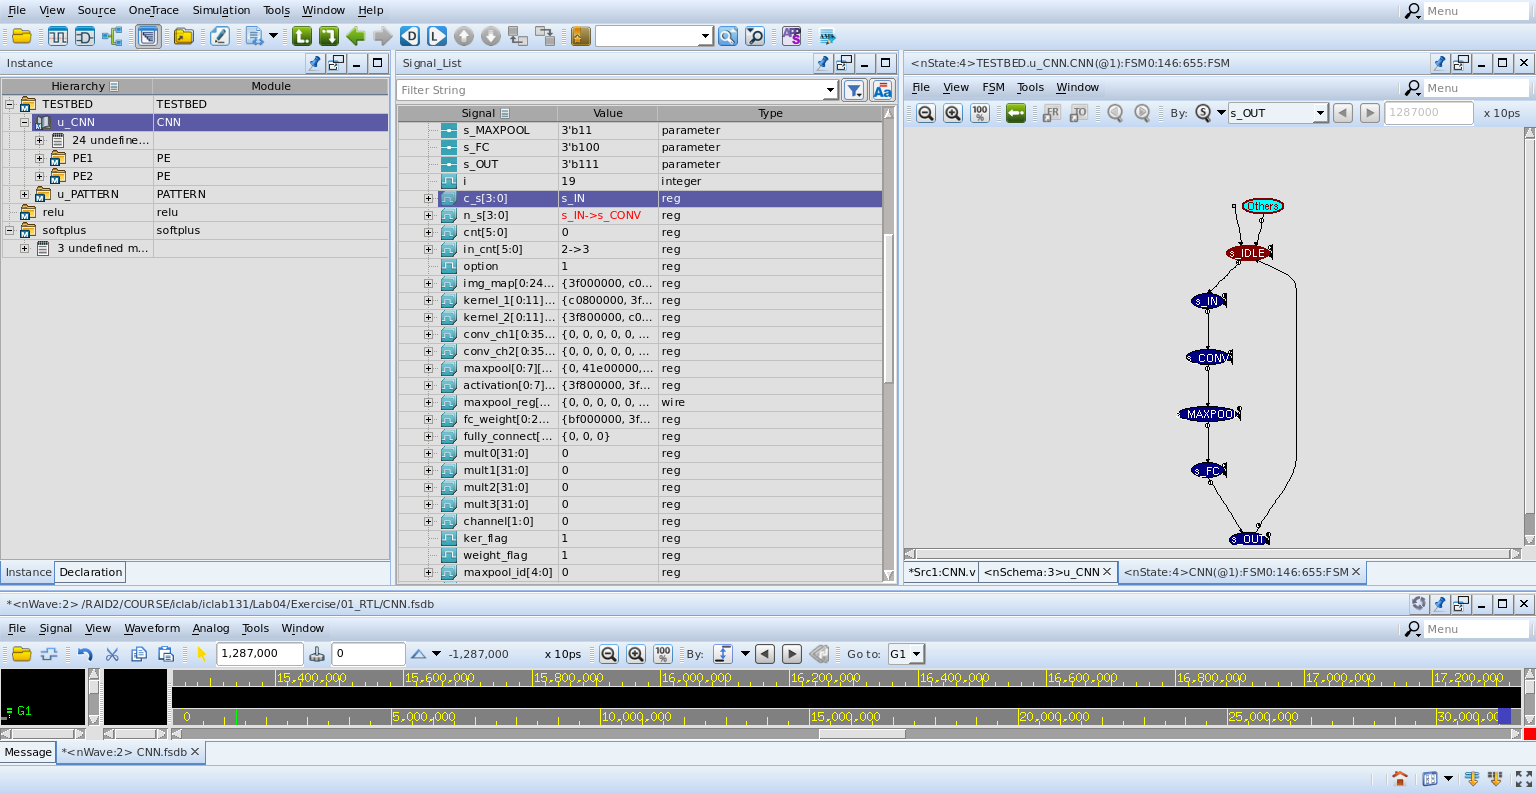 File View Source OneTrace Simulation Tools Window Help
Menu
Instance
Hierarchy Module
TESTBED TESTBED
u_CNN CNN
24 undefine...
PE1 PE
PE2 PE
u_PATTERN PATTERN
relu relu
softplus softplus
3 undefined m...
Instance Declaration
Signal_List
Filter String
Signal Value Type
s_MAXPOOL 3'b11 parameter
s_FC 3'b100 parameter
s_OUT 3'b111 parameter
i 19 integer
c_s[3:0] s_IN reg
n_s[3:0] s_IN->s_CONV reg
cnt[5:0] 0 reg
in_cnt[5:0] 2->3 reg
option 1 reg
img_map[0:24... {3f000000, c0... reg
kernel_1[0:11]... {c0800000, 3f... reg
kernel_2[0:11]... {3f800000, c0... reg
conv_ch1[0:35... {0, 0, 0, 0, 0, ... reg
conv_ch2[0:35... {0, 0, 0, 0, 0, ... reg
maxpool[0:7][... {0, 41e00000,... reg
activation[0:7]... {3f800000, 3f... reg
maxpool_reg[... {0, 0, 0, 0, 0, ... wire
fc_weight[0:2... {bf000000, 3f... reg
fully_connect[... {0, 0, 0} reg
mult0[31:0] 0 reg
mult1[31:0] 0 reg
mult2[31:0] 0 reg
mult3[31:0] 0 reg
channel[1:0] 0 reg
ker_flag 1 reg
weight_flag 1 reg
maxpool_id[4:0] 0 reg
<nState:4>TESTBED.u_CNN.CNN(@1):FSM0:146:655:FSM
File View FSM Tools Window
Menu
100% FR ER By: s_OUT 1287000 x 10ps
Others
s_IDLE
s_IN
s_CONV
MAXPOO
s_FC
s_OUT
*Src1:CNN.v <nSchema:3>u_CNN <nState:4>CNN(@1):FSM0:146:655:FSM
*<nWave:2> /RAID2/COURSE/iclab/iclab131/Lab04/Exercise/01_RTL/CNN.fsdb
File Signal View Waveform Analog Tools Window
Menu
1,287,000 0 -1,287,000 x 10ps 100% By: Go to: G1
15,400,000 15,600,000 15,800,000 16,000,000 16,200,000 16,400,000 16,600,000 16,800,000 17,000,000 17,200,000
= G1
0 5,000,000 10,000,000 15,000,000 20,000,000 25,000,000
Message *<nWave:2> CNN.fsdb